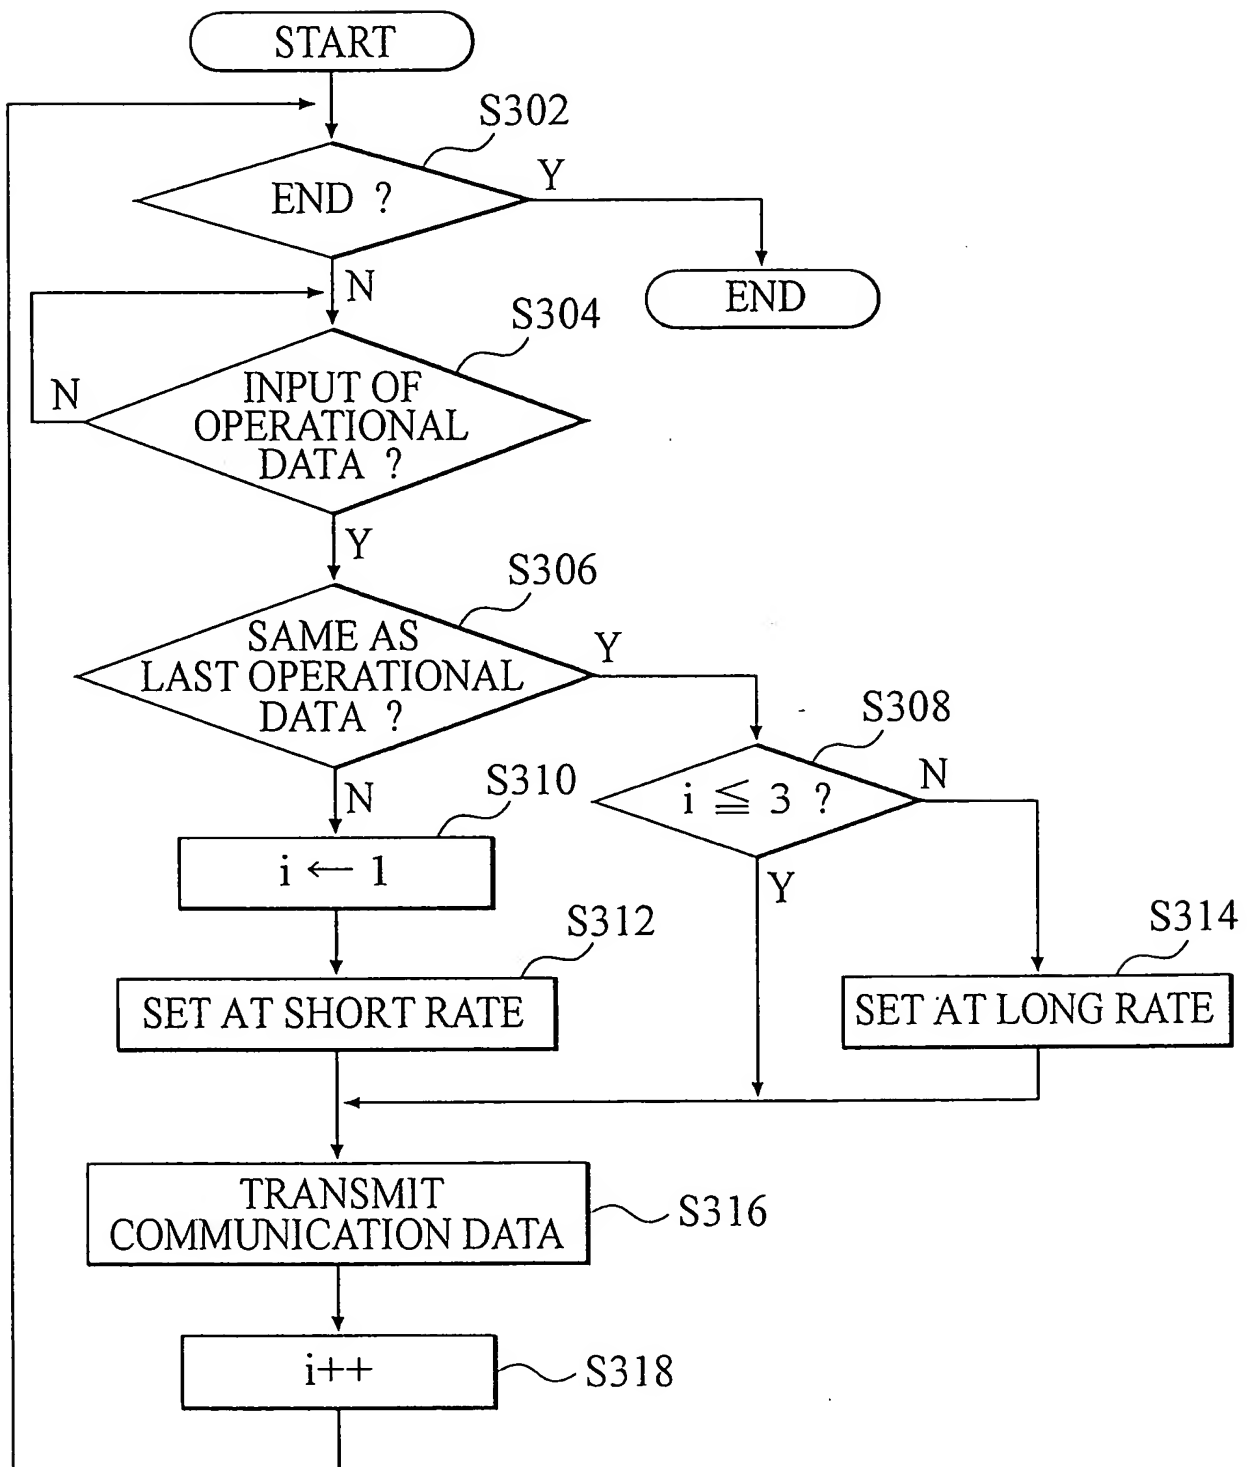 START
S302
END ?
Y
N
END
S304
INPUT OF
OPERATIONAL
DATA ?
N
Y
S306
SAME AS
LAST OPERATIONAL
DATA ?
Y
S308
i ≦ 3 ?
N
Y
N
S310
i ← 1
S312
SET AT SHORT RATE
S314
SET AT LONG RATE
TRANSMIT
COMMUNICATION DATA
S316
i++
S318